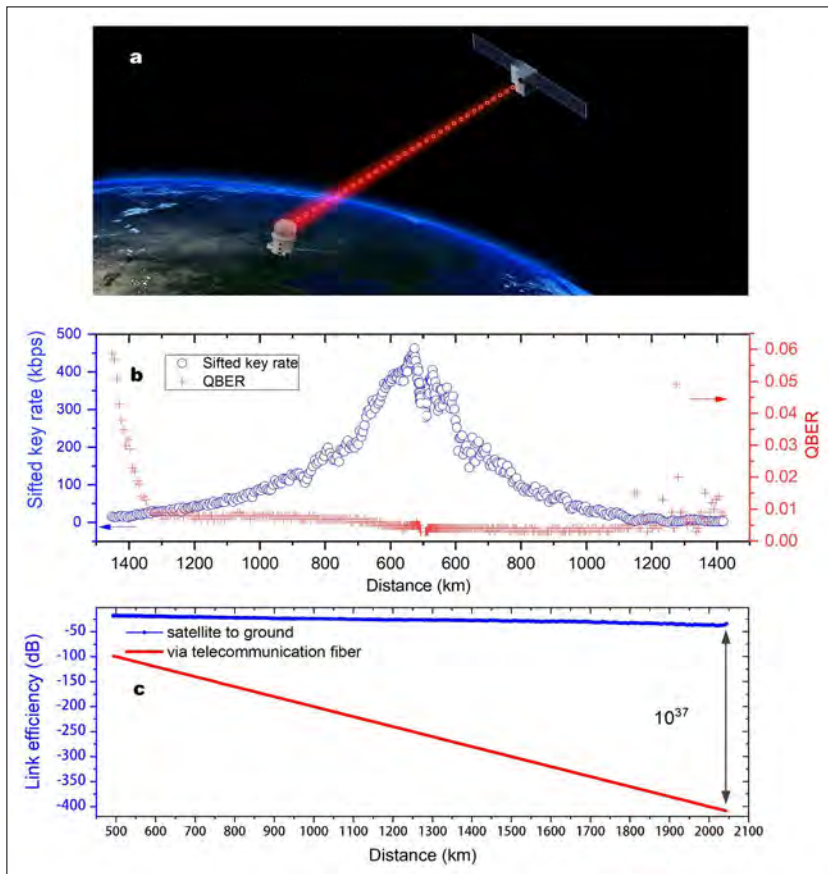 a
Sifted key rate (kbps)
500
400
300
200
100
0
b
Sifted key rate
QBER
0.06
0.05
0.04
0.03
0.02
0.01
0.00
QBER
1400
1200
1000
800
600
600
800
1000
1200
1400
Distance (km)
Link efficiency (dB)
-50
-100
-150
-200
-250
-300
-350
-400
satellite to ground
via telecommunication fiber
c
10³⁷
500 600 700 800 900 1000 1100 1200 1300 1400 1500 1600 1700 1800 1900 2000 2100
Distance (km)